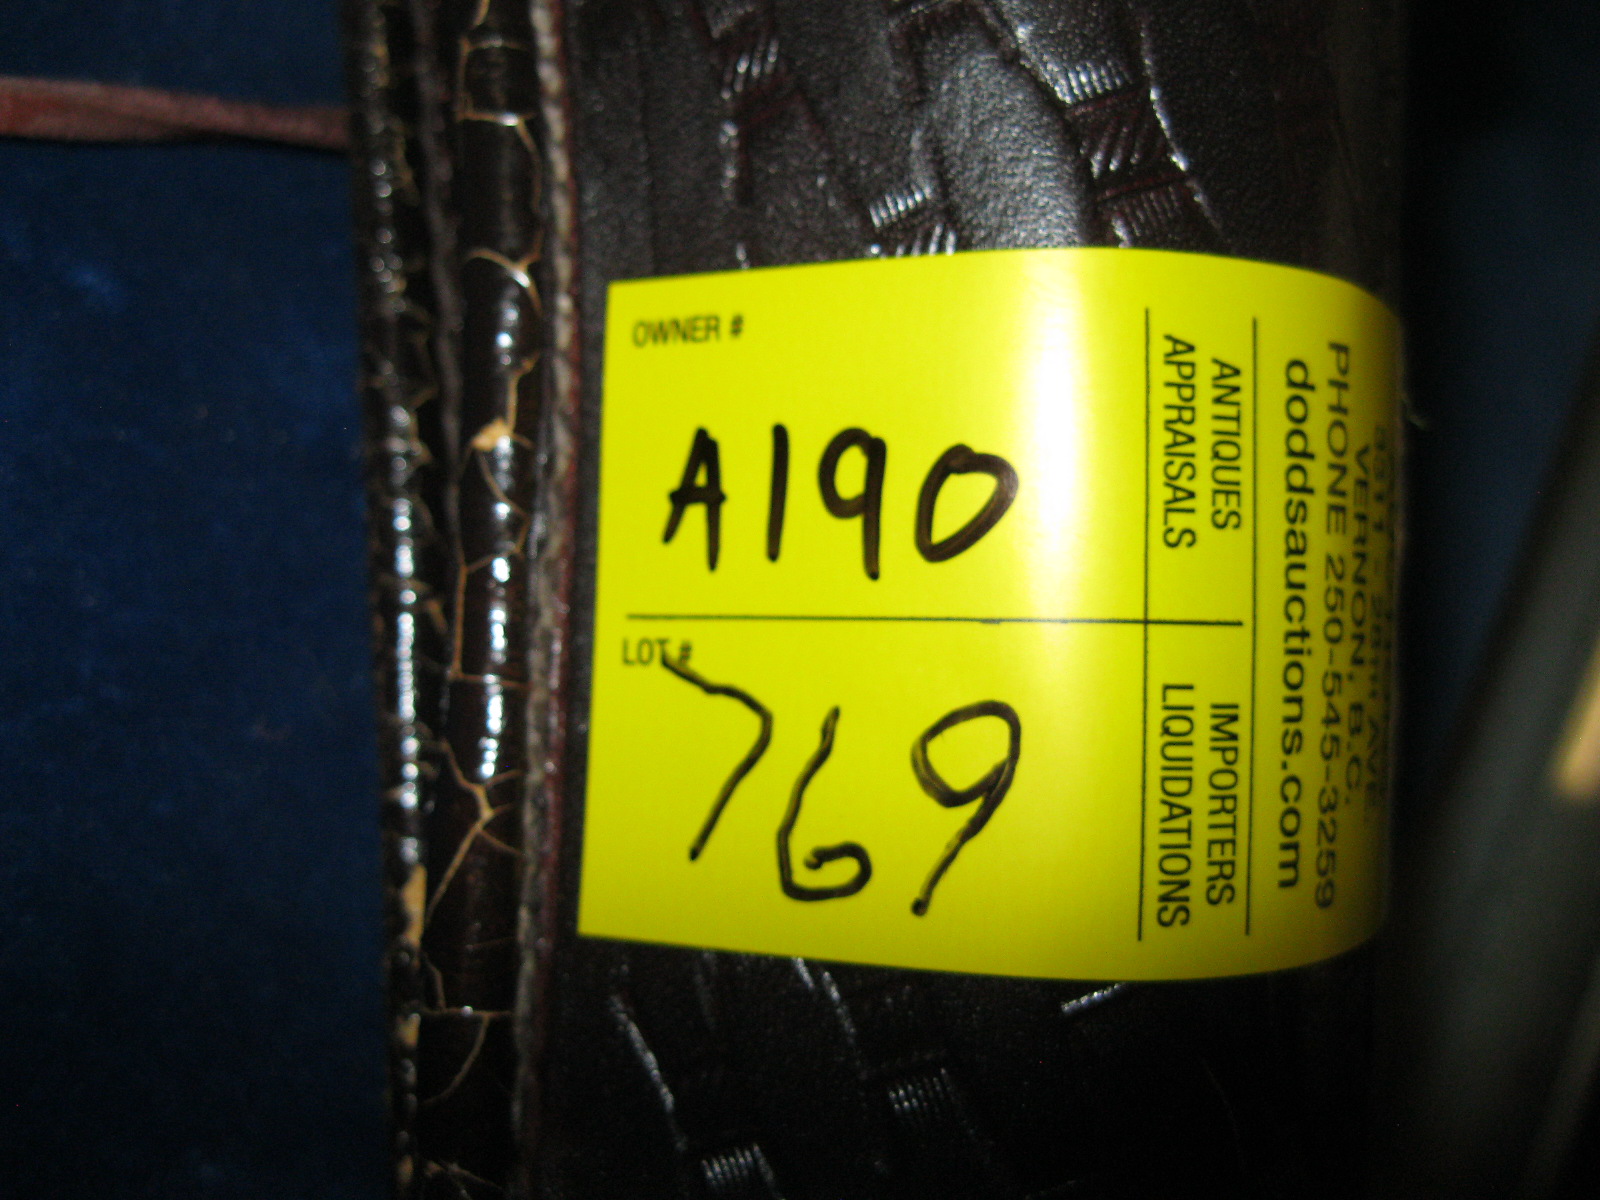 OWNER #
A190
LOT #
769
VERNON, B.C.
PHONE 250-545-3259
doddsauctions.com
ANTIQUES
APPRAISALS
IMPORTERS
LIQUIDATIONS